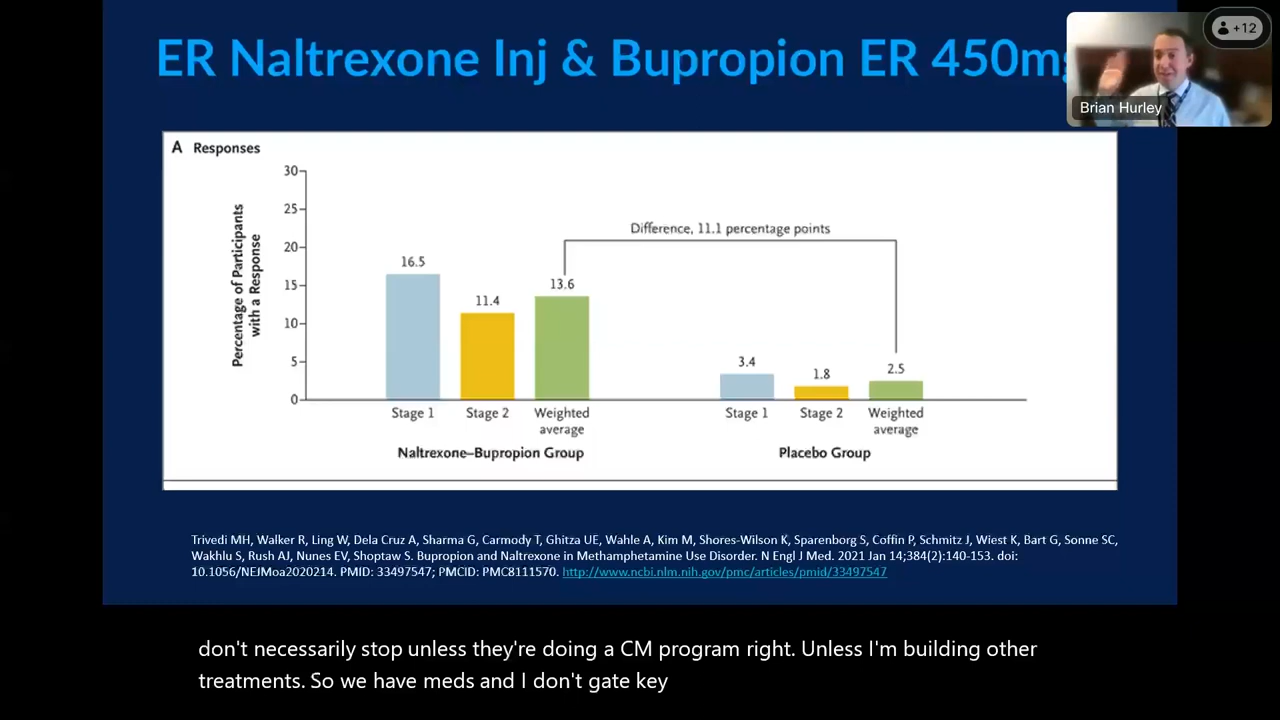 ER Naltrexone Inj & Bupropion ER 450mg
+12
Brian Hurley
A Responses
Percentage of Participants
with a Response
30
25
20
15
10
5
0
Difference, 11.1 percentage points
16.5
11.4
13.6
3.4
1.8
2.5
Stage 1
Stage 2
Weighted
average
Stage 1
Stage 2
Weighted
average
Naltrexone–Bupropion Group
Placebo Group
Trivedi MH, Walker R, Ling W, Dela Cruz A, Sharma G, Carmody T, Ghitza UE, Wahle A, Kim M, Shores-Wilson K, Sparenborg S, Coffin P, Schmitz J, Wiest K, Bart G, Sonne SC,
Wakhlu S, Rush AJ, Nunes EV, Shoptaw S. Bupropion and Naltrexone in Methamphetamine Use Disorder. N Engl J Med. 2021 Jan 14;384(2):140-153. doi:
10.1056/NEJMoa2020214. PMID: 33497547; PMCID: PMC8111570. http://www.ncbi.nlm.nih.gov/pmc/articles/pmid/33497547
don't necessarily stop unless they're doing a CM program right. Unless I'm building other
treatments. So we have meds and I don't gate key